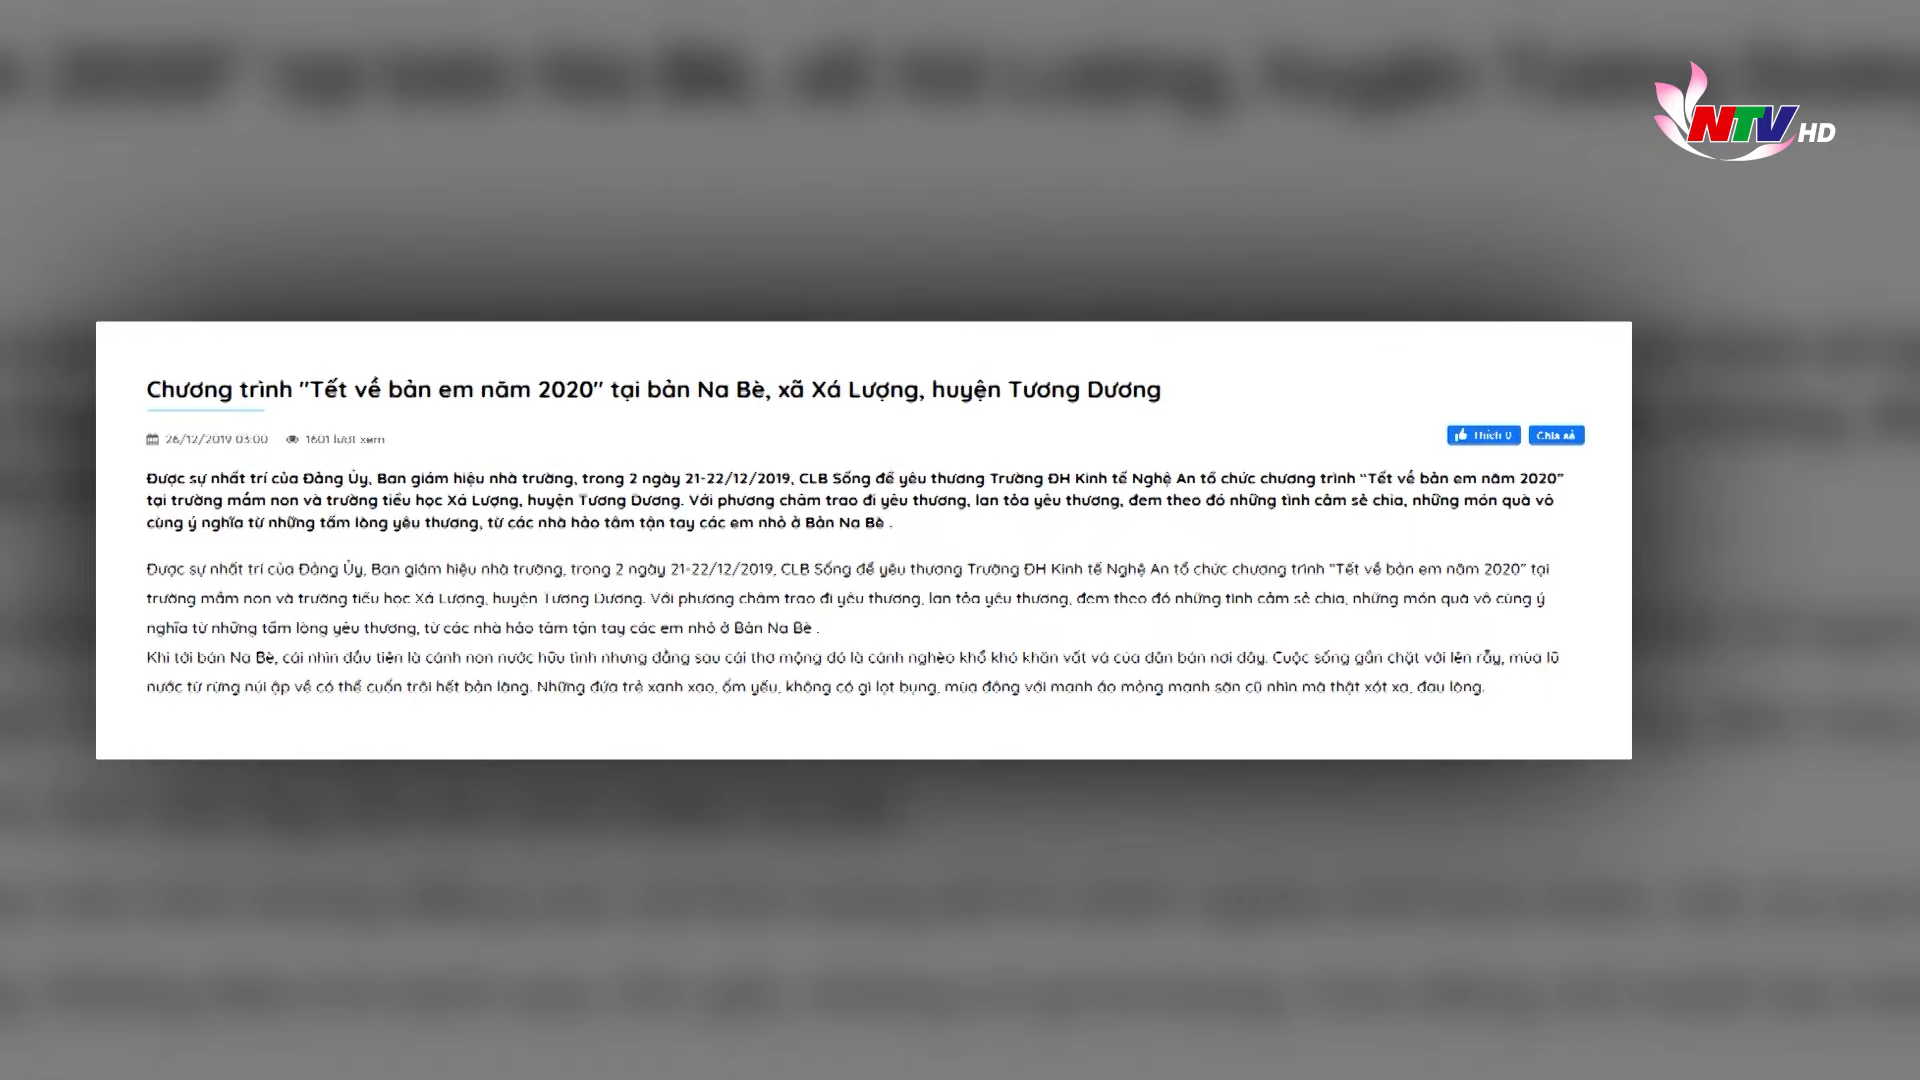 NTV HD
Chương trình "Tết về bản em năm 2020" tại bản Na Bè, xã Xá Lượng, huyện Tương Dương
26/12/2019 03:00 1601 lượt xem
Thích 0 Chia sẻ
Được sự nhất trí của Đảng Ủy, Ban giám hiệu nhà trường, trong 2 ngày 21-22/12/2019, CLB Sống để yêu thương Trường ĐH Kinh tế Nghệ An tổ chức chương trình “Tết về bản em năm 2020”
tại trường mầm non và trường tiểu học Xá Lượng, huyện Tương Dương. Với phương châm trao đi yêu thương, lan tỏa yêu thương, đem theo đó những tình cảm sẻ chia, những món quà vô
cùng ý nghĩa từ những tấm lòng yêu thương, từ các nhà hảo tâm tận tay các em nhỏ ở Bản Na Bè .
Được sự nhất trí của Đảng Ủy, Ban giám hiệu nhà trường, trong 2 ngày 21-22/12/2019, CLB Sống để yêu thương Trường ĐH Kinh tế Nghệ An tổ chức chương trình “Tết về bản em năm 2020” tại
trường mầm non và trường tiểu học Xá Lượng, huyện Tương Dương. Với phương châm trao đi yêu thương, lan tỏa yêu thương, đem theo đó những tình cảm sẻ chia, những món quà vô cùng ý
nghĩa từ những tấm lòng yêu thương, từ các nhà hảo tâm tận tay các em nhỏ ở Bản Na Bè .
Khi tới bản Na Bè, cái nhìn đầu tiên là cảnh non nước hữu tình nhưng đằng sau cái thơ mộng đó là cảnh nghèo khổ khó khăn vất vả của dân bản nơi đây. Cuộc sống gắn chặt với lên rẫy, mùa lũ
nước từ rừng núi ập về có thể cuốn trôi hết bản làng. Những đứa trẻ xanh xao, ốm yếu, không có gì lót bụng, mùa đông với manh áo mỏng manh sờn cũ nhìn mà thật xót xa, đau lòng.